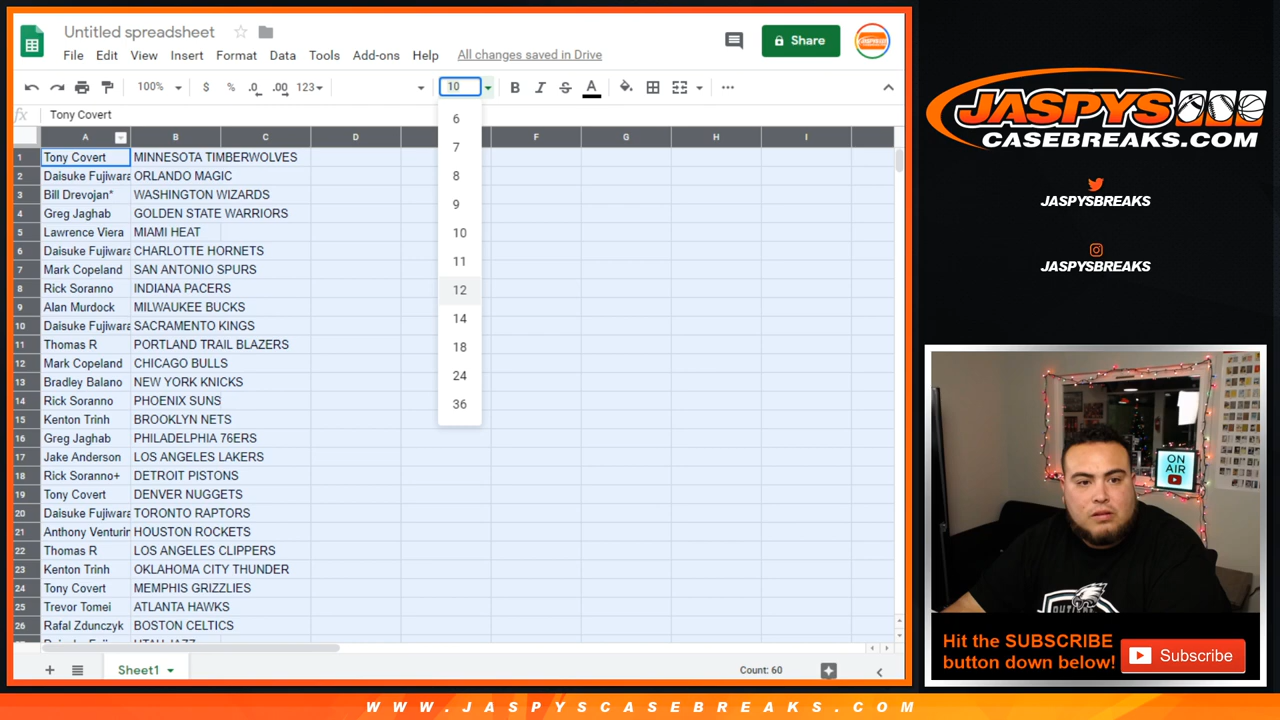 Untitled spreadsheet
File Edit View Insert Format Data Tools Add-ons Help All changes saved in Drive
Share
100% $ % .0 .00 123 10 B I S A
fx Tony Covert
A B C D F G H I
1 Tony Covert MINNESOTA TIMBERWOLVES
2 Daisuke Fujiwara ORLANDO MAGIC
3 Bill Drevojan* WASHINGTON WIZARDS
4 Greg Jaghab GOLDEN STATE WARRIORS
5 Lawrence Viera MIAMI HEAT
6 Daisuke Fujiwara CHARLOTTE HORNETS
7 Mark Copeland SAN ANTONIO SPURS
8 Rick Soranno INDIANA PACERS
9 Alan Murdock MILWAUKEE BUCKS
10 Daisuke Fujiwara SACRAMENTO KINGS
11 Thomas R PORTLAND TRAIL BLAZERS
12 Mark Copeland CHICAGO BULLS
13 Bradley Balano NEW YORK KNICKS
14 Rick Soranno PHOENIX SUNS
15 Kenton Trinh BROOKLYN NETS
16 Greg Jaghab PHILADELPHIA 76ERS
17 Jake Anderson LOS ANGELES LAKERS
18 Rick Soranno+ DETROIT PISTONS
19 Tony Covert DENVER NUGGETS
20 Daisuke Fujiwara TORONTO RAPTORS
21 Anthony Venturin HOUSTON ROCKETS
22 Thomas R LOS ANGELES CLIPPERS
23 Kenton Trinh OKLAHOMA CITY THUNDER
24 Tony Covert MEMPHIS GRIZZLIES
25 Trevor Tomei ATLANTA HAWKS
26 Rafal Zdunczyk BOSTON CELTICS
6
7
8
9
10
11
12
14
18
24
36
Sheet1
Count: 60
JASPYS
CASEBREAKS.COM
JASPYSBREAKS
JASPYSBREAKS
ON
AIR
Hit the SUBSCRIBE
button down below!
Subscribe
WWW.JASPYSCASEBREAKS.COM